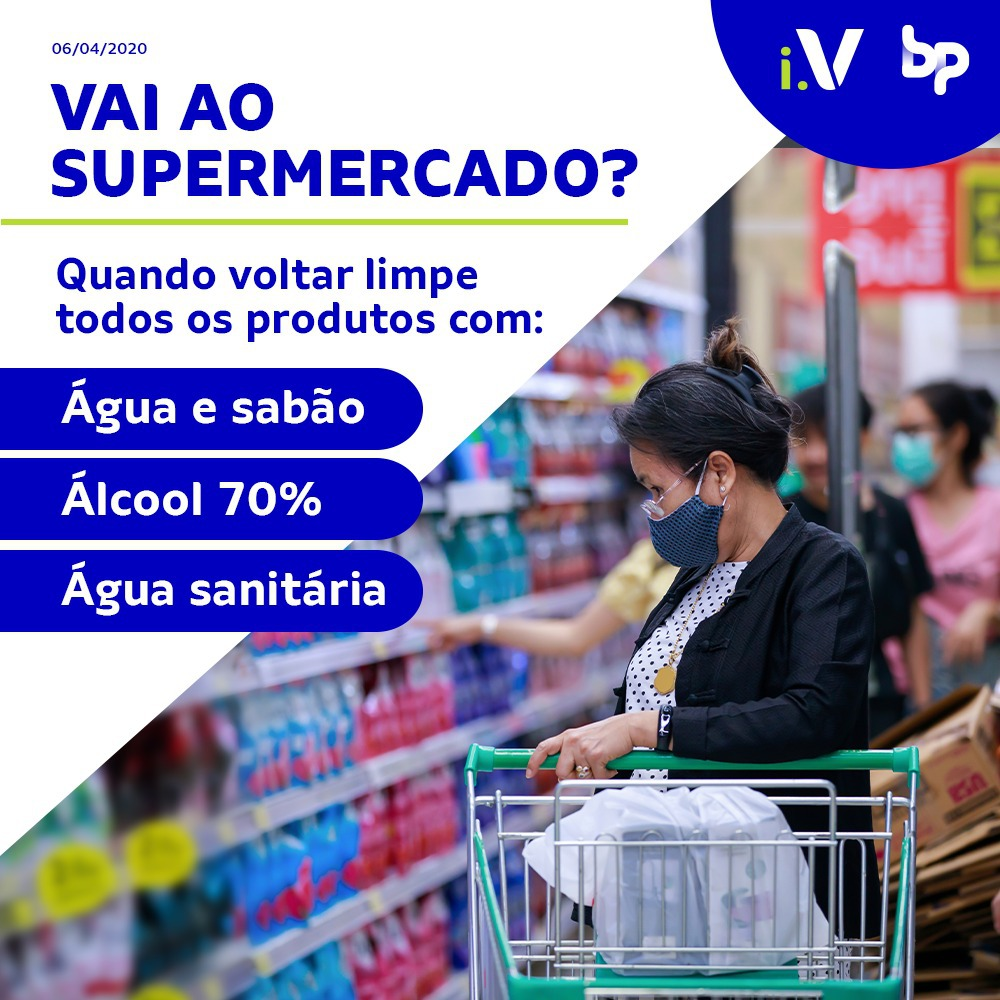 06/04/2020
i.V bp
VAI AO
SUPERMERCADO?
Quando voltar limpe
todos os produtos com:
Água e sabão
Álcool 70%
Água sanitária